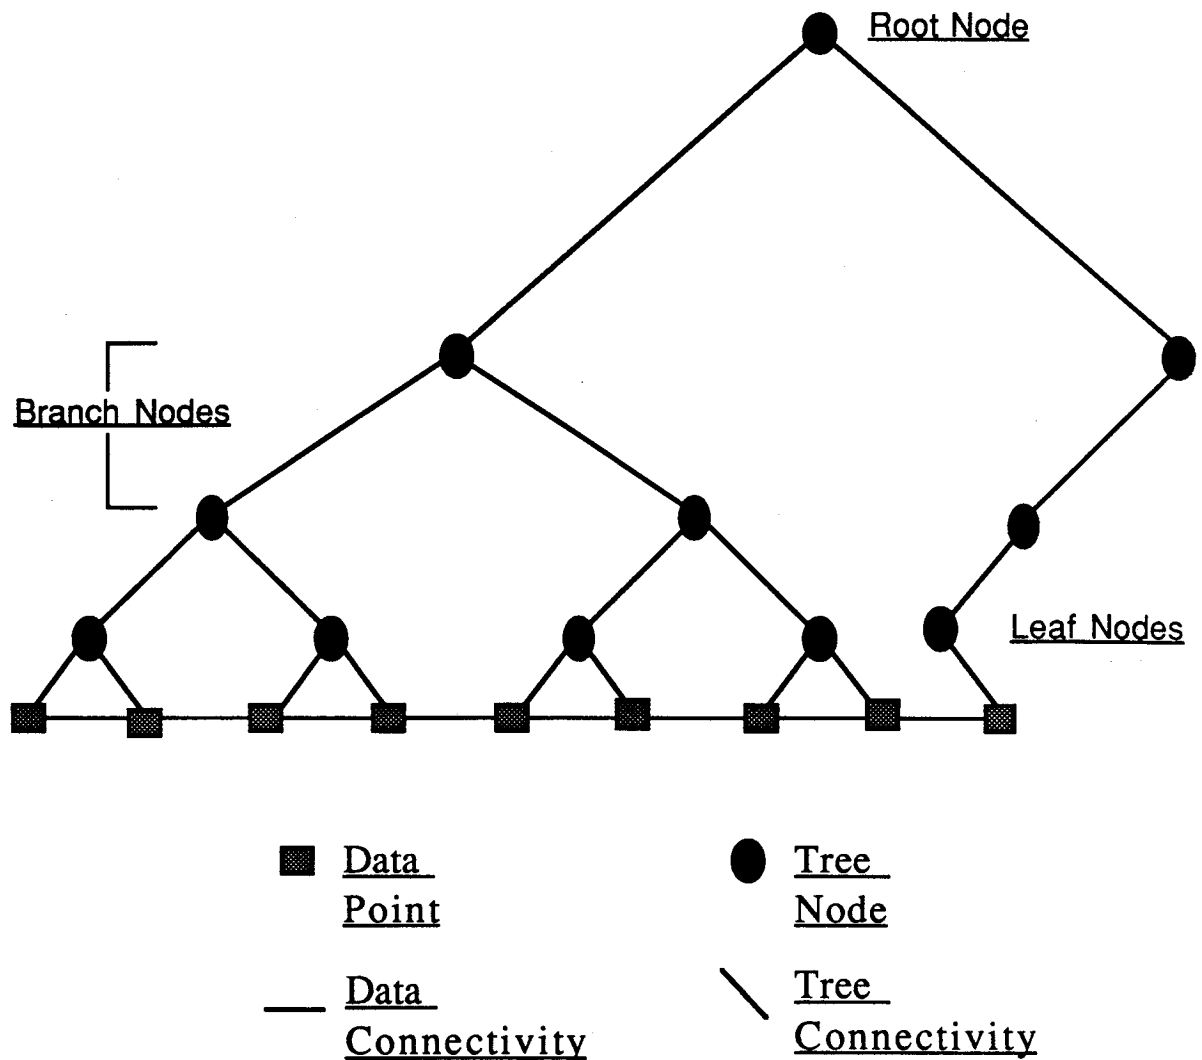 Root Node
Branch Nodes
Leaf Nodes
Data
Point
Tree
Node
Data
Connectivity
Tree
Connectivity